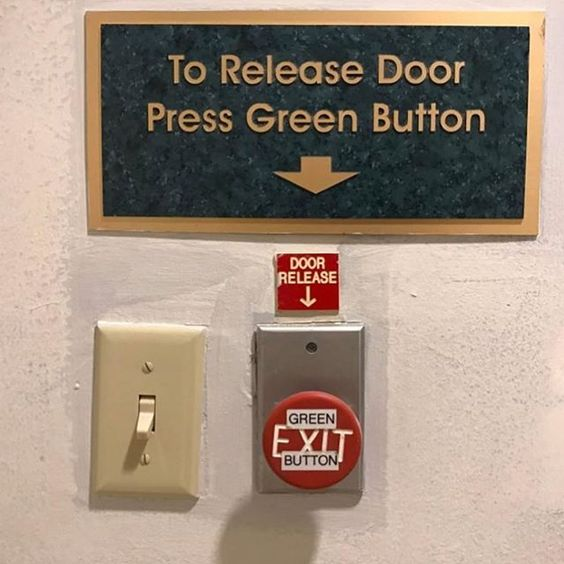 To Release Door
Press Green Button
DOOR
RELEASE
GREEN
EXIT
BUTTON